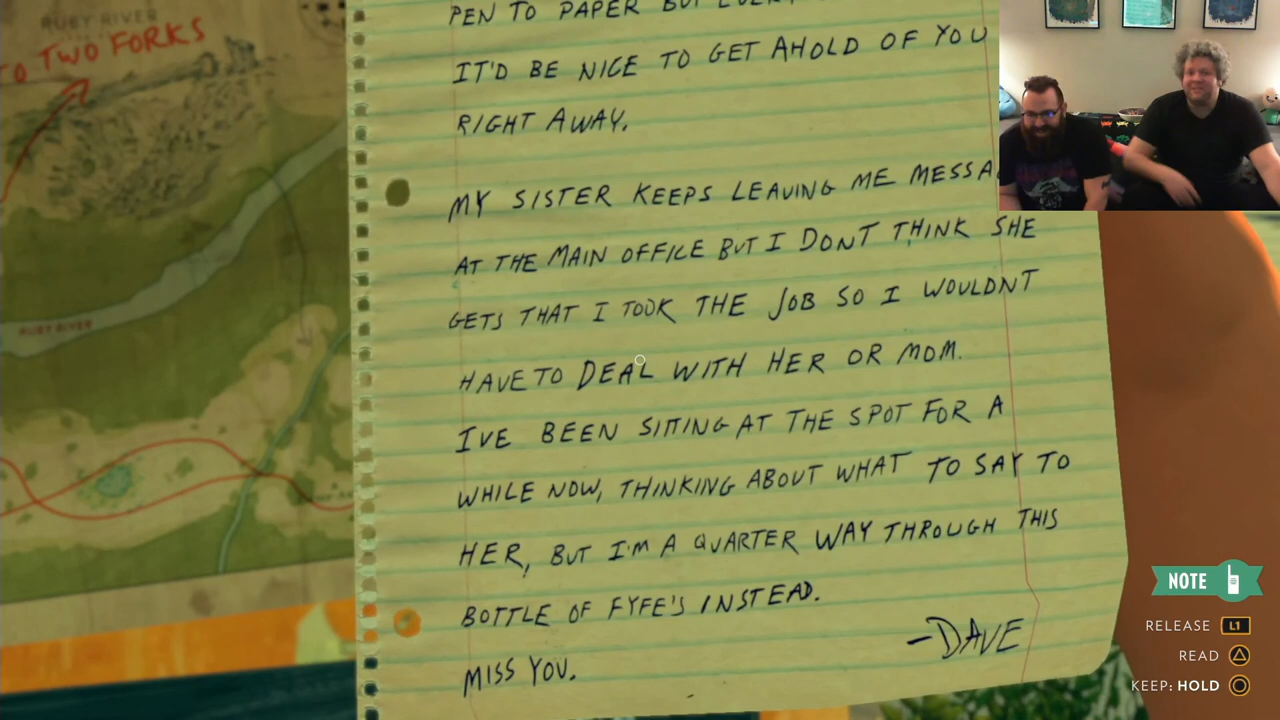 RUBY RIVER
TO TWO FORKS
RUBY RIVER
PEN TO PAPER BUT
IT'D BE NICE TO GET AHOLD OF YOU
RIGHT AWAY.
MY SISTER KEEPS LEAVING ME
AT THE MAIN OFFICE BUT I DONT THINK SHE
GETS THAT I TOOK THE JOB SO I WOULDNT
HAVE TO DEAL WITH HER OR MOM.
IVE BEEN SITTING AT THE SPOT FOR A
WHILE NOW, THINKING ABOUT WHAT TO SAY TO
HER, BUT I'M A QUARTER WAY THROUGH THIS
BOTTLE OF FYFE'S INSTEAD.
-DAVE
MISS YOU.
NOTE
RELEASE L1
READ
KEEP: HOLD